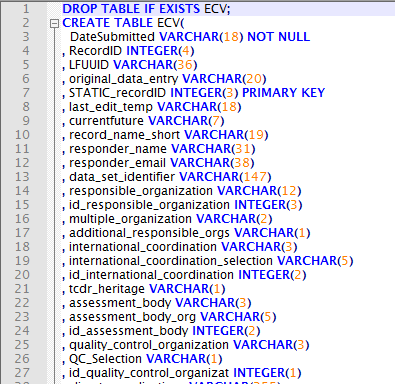 1 DROP TABLE IF EXISTS ECV;
2 CREATE TABLE ECV(
3 DateSubmitted VARCHAR(18) NOT NULL
4 , RecordID INTEGER(4)
5 , LFUUID VARCHAR(36)
6 , original_data_entry VARCHAR(20)
7 , STATIC_recordID INTEGER(3) PRIMARY KEY
8 , last_edit_temp VARCHAR(18)
9 , currentfuture VARCHAR(7)
10 , record_name_short VARCHAR(19)
11 , responder_name VARCHAR(31)
12 , responder_email VARCHAR(38)
13 , data_set_identifier VARCHAR(147)
14 , responsible_organization VARCHAR(12)
15 , id_responsible_organization INTEGER(3)
16 , multiple_organization VARCHAR(2)
17 , additional_responsible_orgs VARCHAR(1)
18 , international_coordination VARCHAR(3)
19 , international_coordination_selection VARCHAR(5)
20 , id_international_coordination INTEGER(2)
21 , tcdr_heritage VARCHAR(1)
22 , assessment_body VARCHAR(3)
23 , assessment_body_org VARCHAR(5)
24 , id_assessment_body INTEGER(2)
25 , quality_control_organization VARCHAR(3)
26 , QC_Selection VARCHAR(1)
27 , id_quality_control_organizat INTEGER(1)